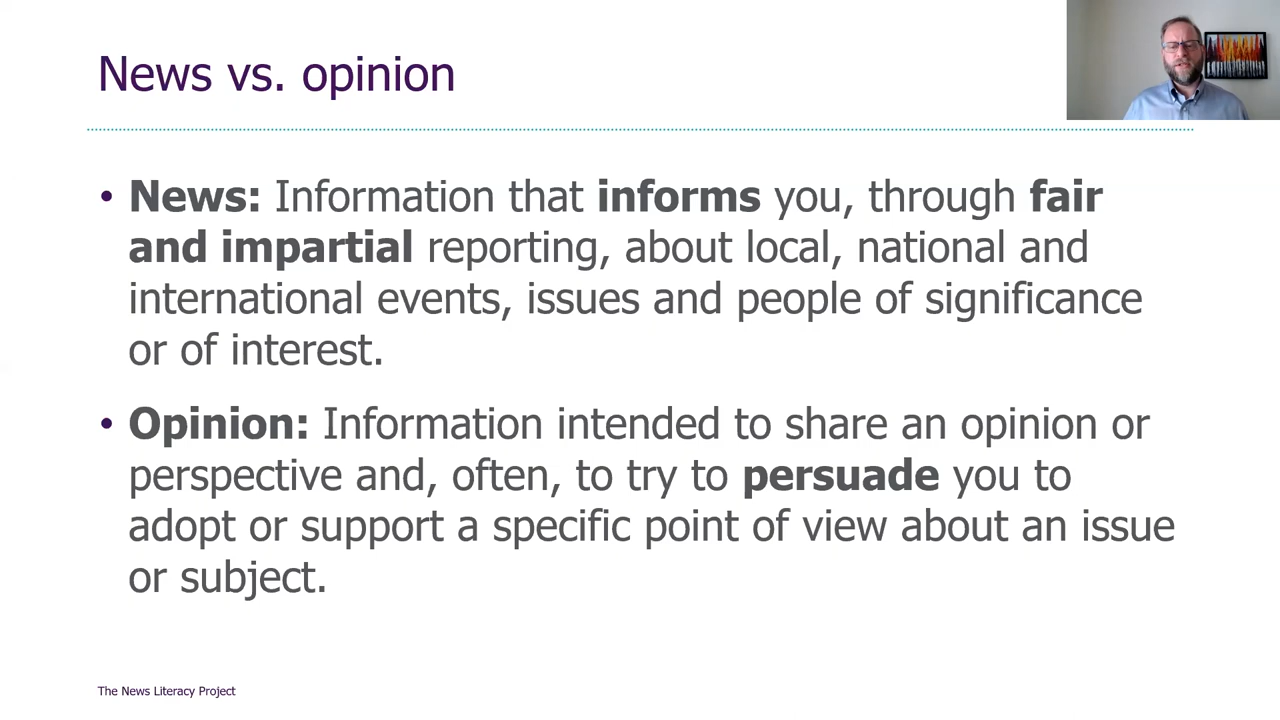 News vs. opinion
• News: Information that informs you, through fair
and impartial reporting, about local, national and
international events, issues and people of significance
or of interest.
• Opinion: Information intended to share an opinion or
perspective and, often, to try to persuade you to
adopt or support a specific point of view about an issue
or subject.
The News Literacy Project